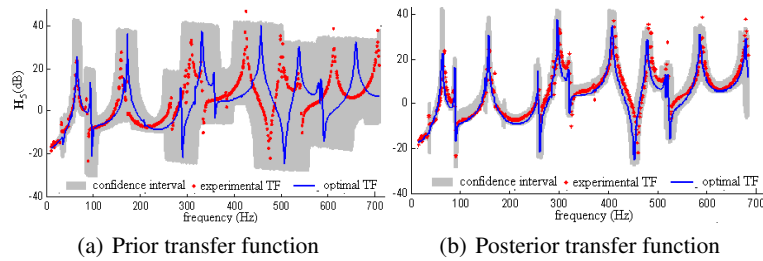 40
20
0
-20
-40
H5(dB)
confidence interval experimental TF optimal TF
0 100 200 300 400 500 600 700
frequency (Hz)
(a) Prior transfer function
40
20
0
-20
-40
confidence interval experimental TF optimal TF
0 100 200 300 400 500 600 700
frequency (Hz)
(b) Posterior transfer function